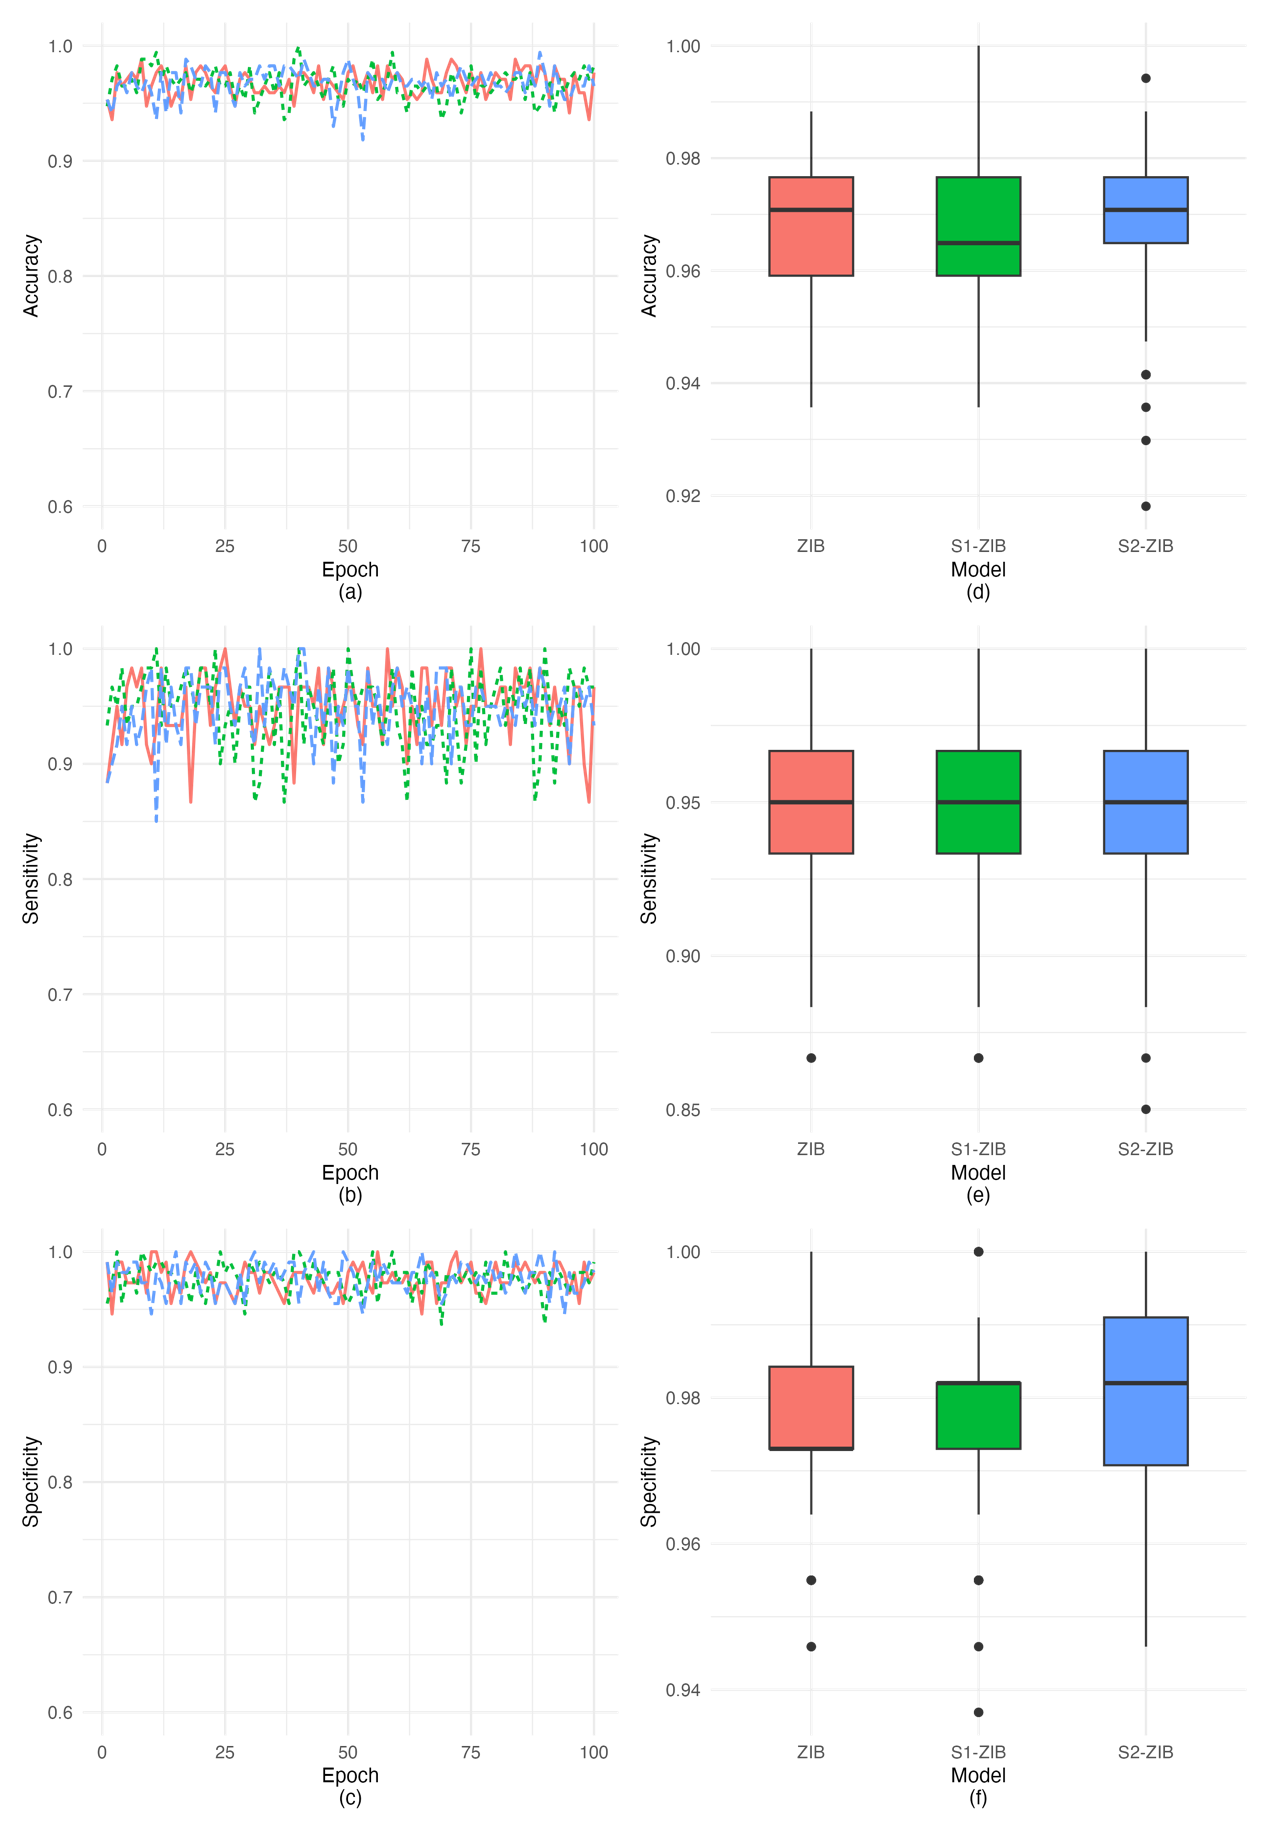 1.0
0.9
0.8
0.7
0.6
Accuracy
0 25 50 75 100
Epoch
(a)
1.00
0.98
0.96
0.94
0.92
Accuracy
ZIB S1-ZIB S2-ZIB
Model
(d)
1.0
0.9
0.8
0.7
0.6
Sensitivity
0 25 50 75 100
Epoch
(b)
1.00
0.95
0.90
0.85
Sensitivity
ZIB S1-ZIB S2-ZIB
Model
(e)
1.0
0.9
0.8
0.7
0.6
Specificity
0 25 50 75 100
Epoch
(c)
1.00
0.98
0.96
0.94
Specificity
ZIB S1-ZIB S2-ZIB
Model
(f)